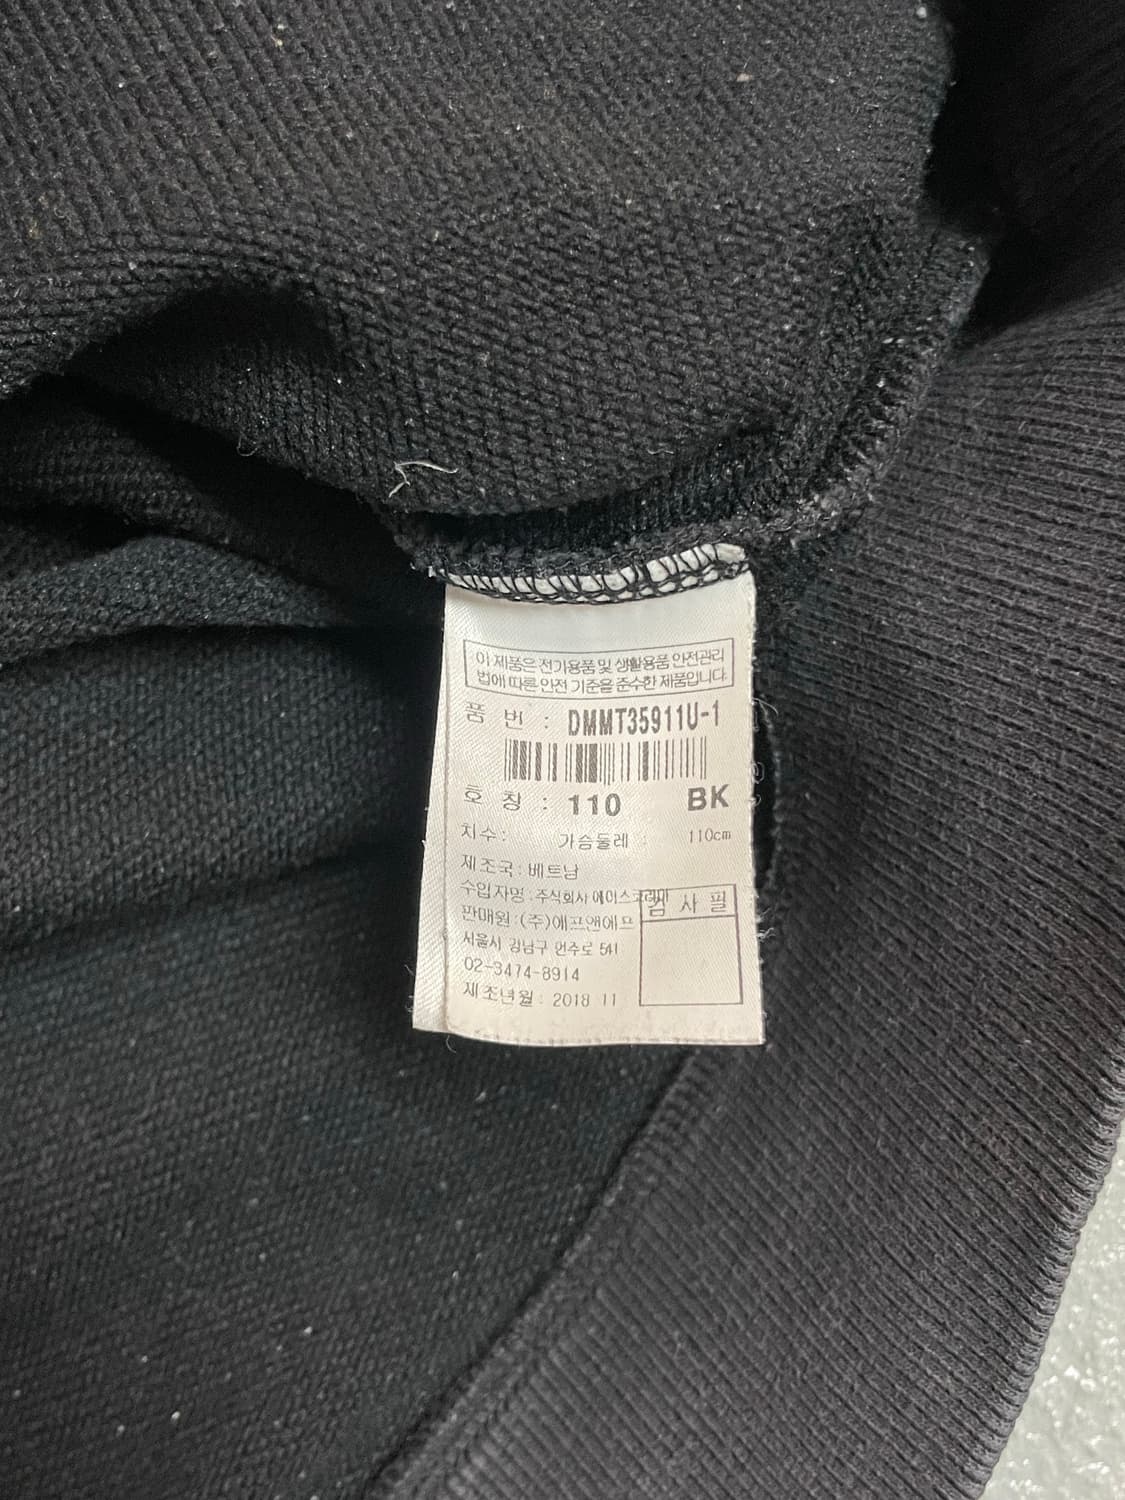 이 제품은 전기용품 및 생활용품 안전관리
법에 따른 안전 기준을 준수한 제품입니다.
품 번 : DMMT35911U-1
호 칭 : 110 BK
치수: 가슴둘레 : 110cm
제조국: 베트남
수입자명 : 주식회사 에이스코리아
검 사 필
판매원 :(주)에프앤에프
서울시 강남구 언주로 541
02-3474-8914
제조년월 : 2018 11